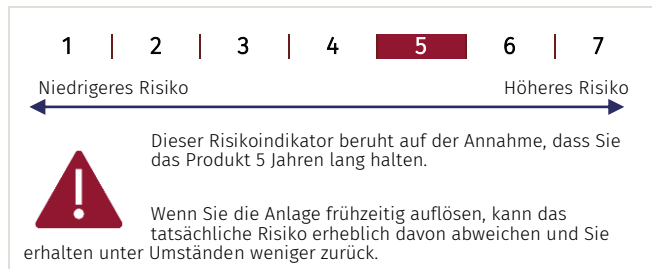 1 | 2 | 3 | 4 | 5 | 6 | 7
Niedrigeres Risiko Höheres Risiko
Dieser Risikoindikator beruht auf der Annahme, dass Sie
das Produkt 5 Jahren lang halten.
Wenn Sie die Anlage frühzeitig auflösen, kann das
tatsächliche Risiko erheblich davon abweichen und Sie
erhalten unter Umständen weniger zurück.